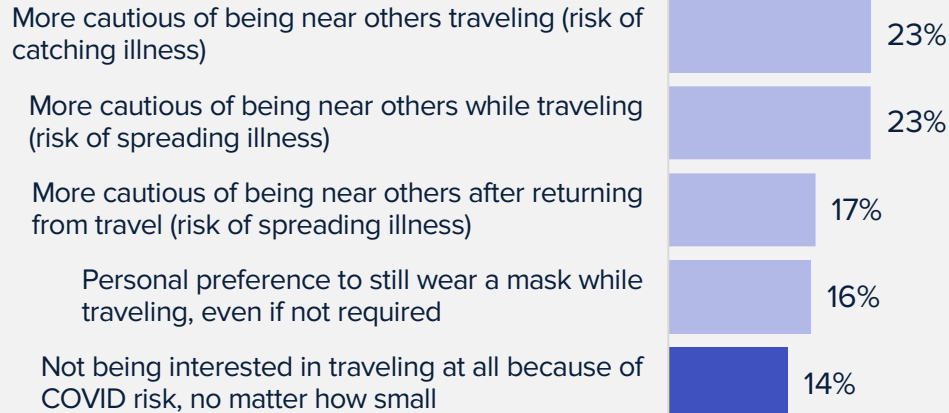 More cautious of being near others traveling (risk of
catching illness)
23%
More cautious of being near others while traveling
(risk of spreading illness)
23%
More cautious of being near others after returning
from travel (risk of spreading illness)
17%
Personal preference to still wear a mask while
traveling, even if not required
16%
Not being interested in traveling at all because of
COVID risk, no matter how small
14%